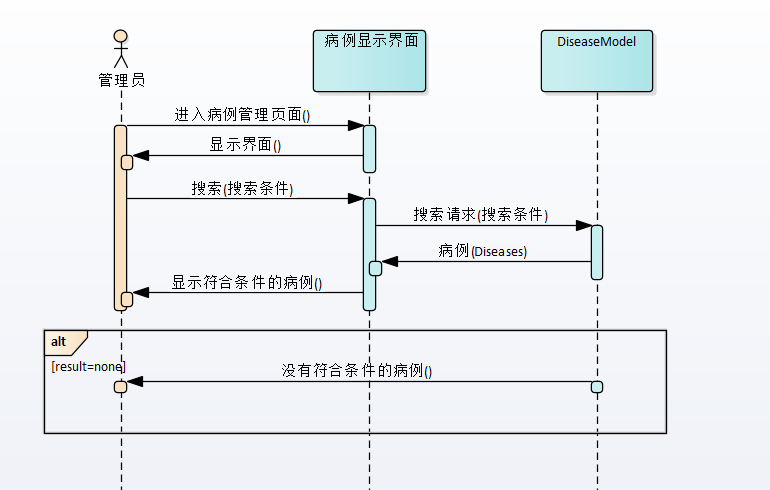 病例显示界面
DiseaseModel
管理员
进入病例管理页面()
显示界面()
搜索(搜索条件)
搜索请求(搜索条件)
病例(Diseases)
显示符合条件的病例()
alt
[result=none]
没有符合条件的病例()